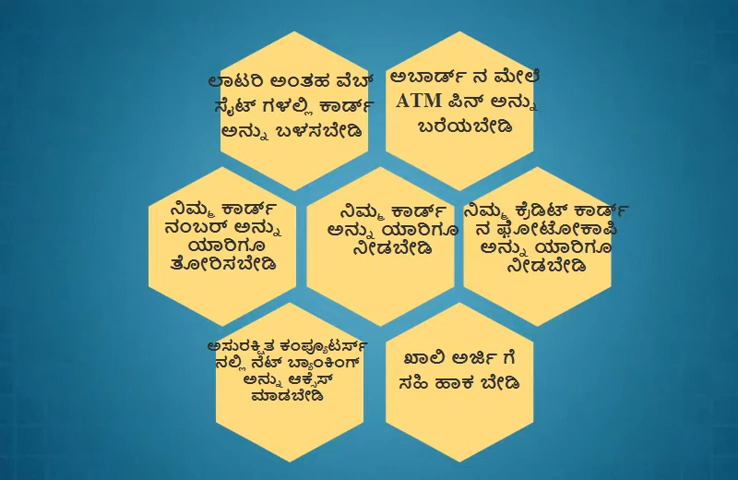 ಲಾಟರಿ ಅಂತಹ ವೆಬ್
ಸೈಟ್ ಗಳಲ್ಲಿ ಕಾರ್ಡ್
ಅನ್ನು ಬಳಸಬೇಡಿ
ಅಬಾರ್ಡ್ ನ ಮೇಲೆ
ATM ಪಿನ್ ಅನ್ನು
ಬರೆಯಬೇಡಿ
ನಿಮ್ಮ ಕಾರ್ಡ್
ನಂಬರ್ ಅನ್ನು
ಯಾರಿಗೂ
ತೋರಿಸಬೇಡಿ
ನಿಮ್ಮ ಕಾರ್ಡ್
ಅನ್ನು ಯಾರಿಗೂ
ನೀಡಬೇಡಿ
ನಿಮ್ಮ ಕ್ರೆಡಿಟ್ ಕಾರ್ಡ್
ನ ಫೋಟೋಕಾಪಿ
ಅನ್ನು ಯಾರಿಗೂ
ನೀಡಬೇಡಿ
ಅಸುರಕ್ಷಿತ ಕಂಪ್ಯೂಟರ್ಸ್
ನಲ್ಲಿ ನೆಟ್ ಬ್ಯಾಂಕಿಂಗ್
ಅನ್ನು ಆಕ್ಸೆಸ್
ಮಾಡಬೇಡಿ
ಖಾಲಿ ಅರ್ಜಿ ಗೆ
ಸಹಿ ಹಾಕ ಬೇಡಿ